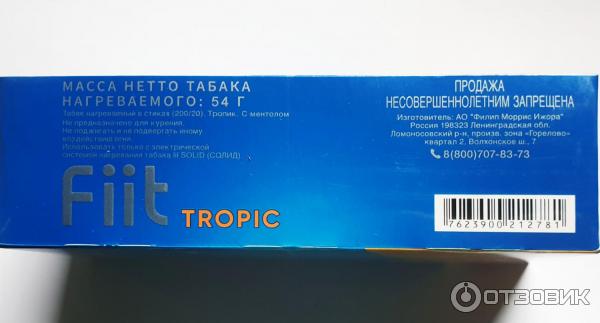 МАССА НЕТТО ТАБАКА
НАГРЕВАЕМОГО: 54 Г
Табак нагреваемый в стиках (200/20). Тропик. С ментолом
Не предназначено для курения.
Не поджигать и не подвергать иному
воздействию огня.
Использовать только с электрической
системой нагревания табака lil SOLID (СОЛИД)
Fiit TROPIC
ПРОДАЖА
НЕСОВЕРШЕННОЛЕТНИМ ЗАПРЕЩЕНА
Изготовитель: АО "Филип Моррис Ижора"
Россия 198323 Ленинградская обл.
Ломоносовский р-н, произв. зона «Горелово»
квартал 2, Волхонское ш., 7
8(800)707-83-73
7623900212781
ОТЗОВИК